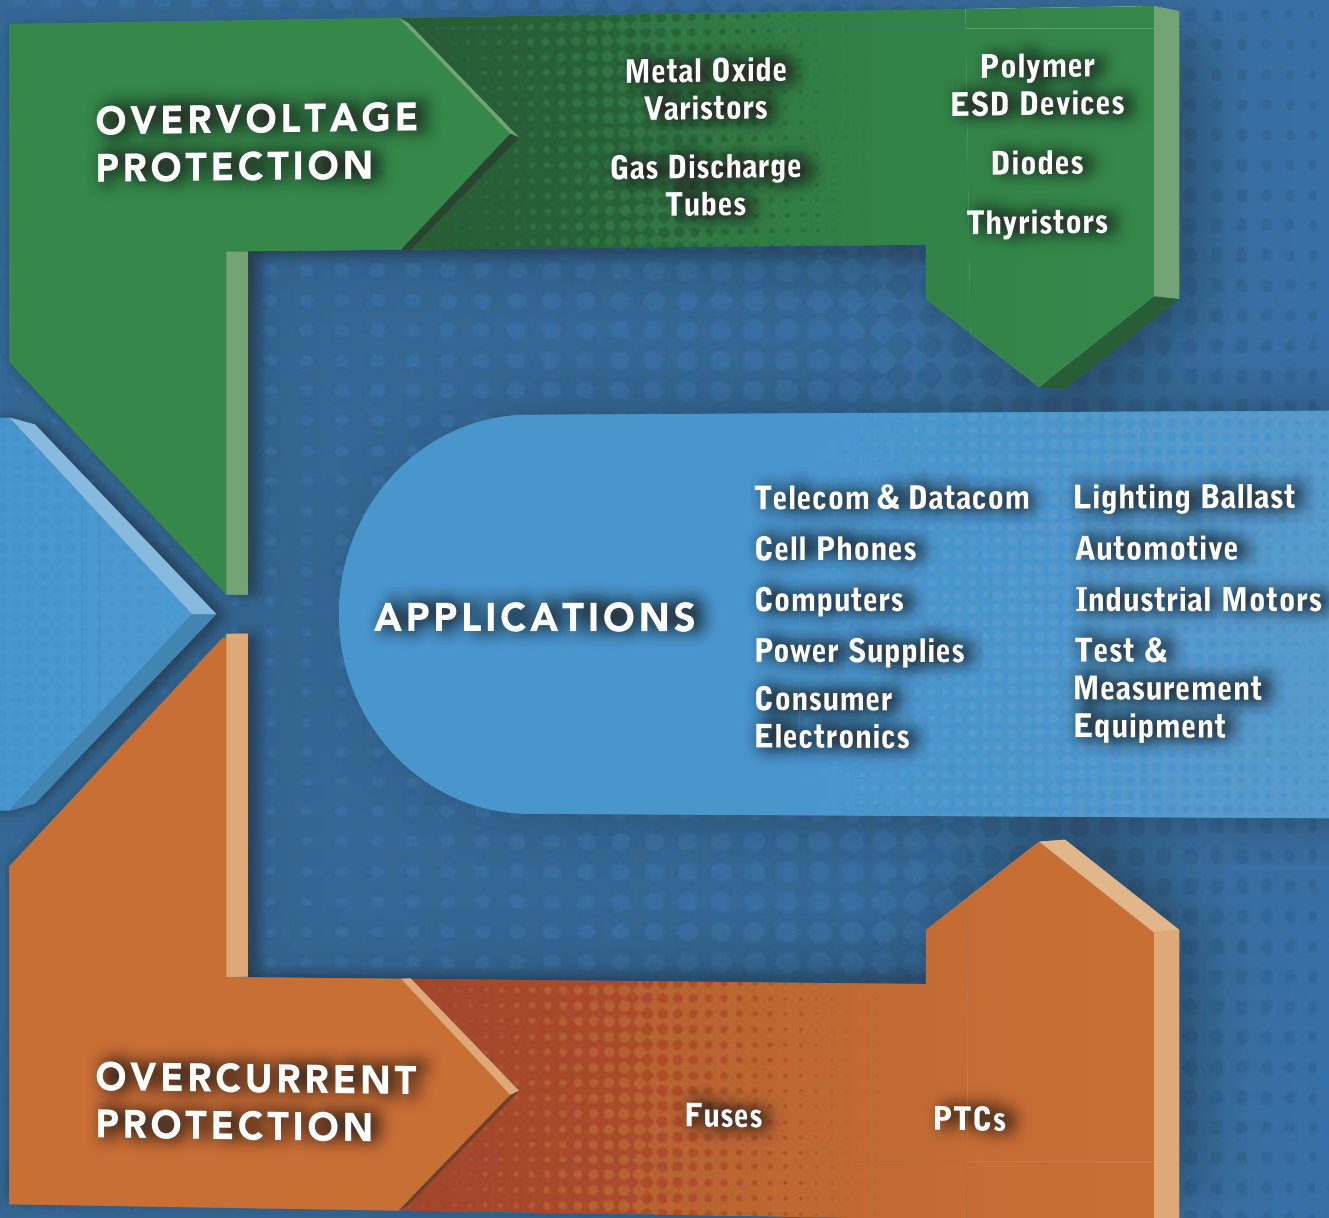 OVERVOLTAGE
PROTECTION
Metal Oxide
Varistors
Gas Discharge
Tubes
Polymer
ESD Devices
Diodes
Thyristors
APPLICATIONS
Telecom & Datacom
Cell Phones
Computers
Power Supplies
Consumer
Electronics
Lighting Ballast
Automotive
Industrial Motors
Test &
Measurement
Equipment
OVERCURRENT
PROTECTION
Fuses
PTCs